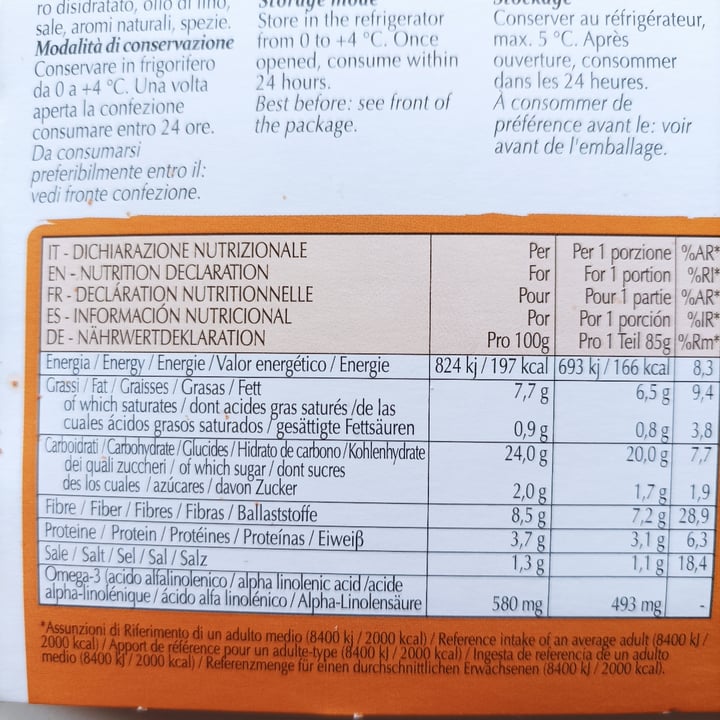 ro disidratato, olio di lino,
sale, aromi naturali, spezie.
Modalità di conservazione
Conservare in frigorifero
da 0 a +4 °C. Una volta
aperta la confezione
consumare entro 24 ore.
Da consumarsi
preferibilmente entro il:
vedi fronte confezione.
Storage mode
Store in the refrigerator
from 0 to +4 °C. Once
opened, consume within
24 hours.
Best before: see front of
the package.
Stockage
Conserver au réfrigérateur,
max. 5 °C. Après
ouverture, consommer
dans les 24 heures.
À consommer de
préférence avant le: voir
avant de l'emballage.
IT - DICHIARAZIONE NUTRIZIONALE Per Per 1 porzione %AR*
EN - NUTRITION DECLARATION For For 1 portion %RI*
FR - DECLÁRATION NUTRITIONNELLE Pour Pour 1 partie %AR*
ES - INFORMACIÓN NUTRICIONAL Por Por 1 porción %IR*
DE - NÄHRWERTDEKLARATION Pro 100g Pro 1 Teil 85g %Rm*
Energia / Energy / Energie / Valor energético / Energie 824 kj / 197 kcal 693 kj / 166 kcal 8,3
Grassi / Fat / Graisses / Grasas / Fett 7,7 g 6,5 g 9,4
of which saturates / dont acides gras saturés /de las
cuales ácidos grasos saturados / gesättigte Fettsäuren 0,9 g 0,8 g 3,8
Carboidrati /Carbohydrate /Glucides / Hidrato de carbono /Kohlenhydrate 24,0 g 20,0 g 7,7
dei quali zuccheri / of which sugar / dont sucres
des los cuales / azúcares / davon Zucker 2,0 g 1,7 g 1,9
Fibre / Fiber / Fibres / Fibras / Ballaststoffe 8,5 g 7,2 g 28,9
Proteine / Protein / Protéines / Proteínas / Eiweiß 3,7 g 3,1 g 6,3
Sale / Salt / Sel / Sal / Salz 1,3 g 1,1 g 18,4
Omega-3 (acido alfalinolenico / alpha linolenic acid /acide
alpha-linolénique / ácido alfa linolénico / Alpha-Linolensäure 580 mg 493 mg -
*Assunzioni di Riferimento di un adulto medio (8400 kj / 2000 kcal) / Reference intake of an average adult (8400 kJ /
2000 kcal) / Apport de référence pour un adulte-type (8400 kJ / 2000 kcal) / Ingesta de referencia de un adulto
medio (8400 kJ / 2000 kcal) / Referenzmenge für einen durchschnittlichen Erwachsenen (8400 kJ / 2000 kcal).